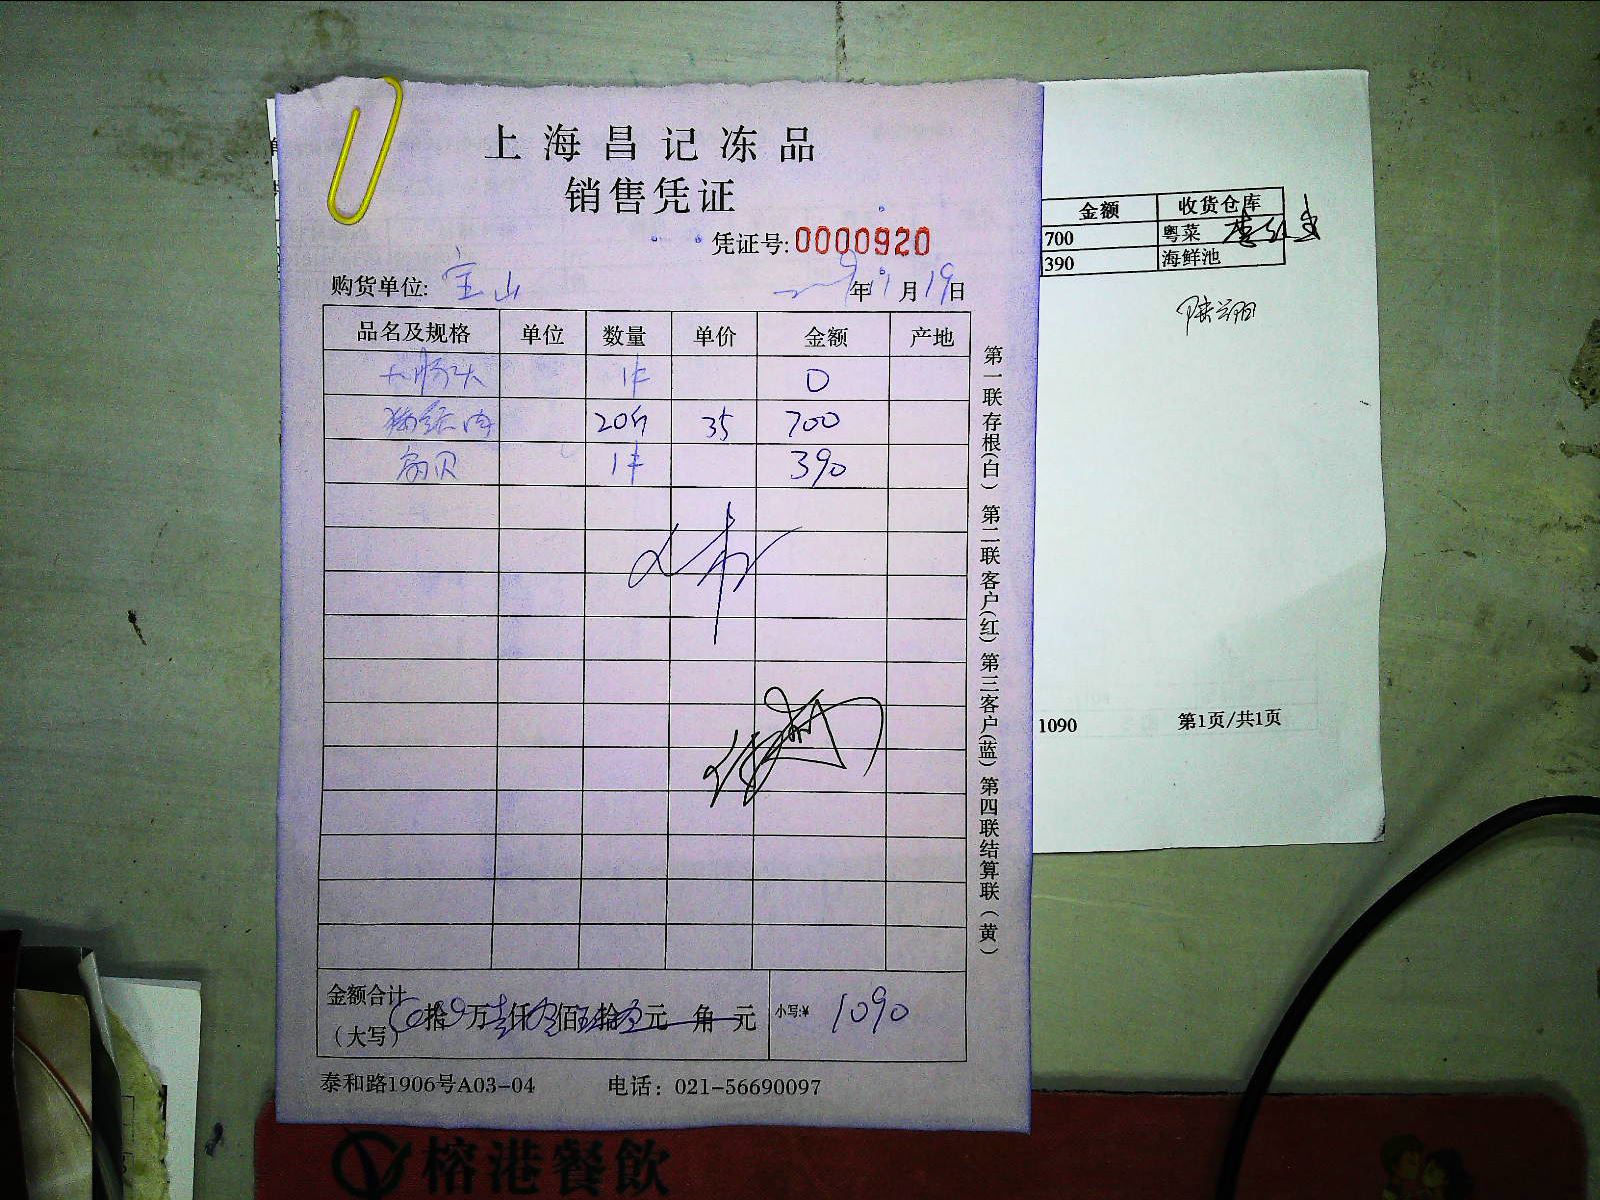 上海昌记冻品
销售凭证
凭证号:0000920
购货单位: 宝山 年 月19日
品名及规格 单位 数量 单价 金额 产地
1件 0
20斤 35 700
扇贝 1件 390
金额合计
(大写) 拾 万 仟 佰 拾 元 角 元 小写:¥ 1090
泰和路1906号A03-04 电话：021-56690097
第一联存根(白) 第二联客户(红) 第三客户(蓝) 第四联结算联(黄)
金额 收货仓库
700 粤菜
390 海鲜池
1090 第1页/共1页
榕港餐飲